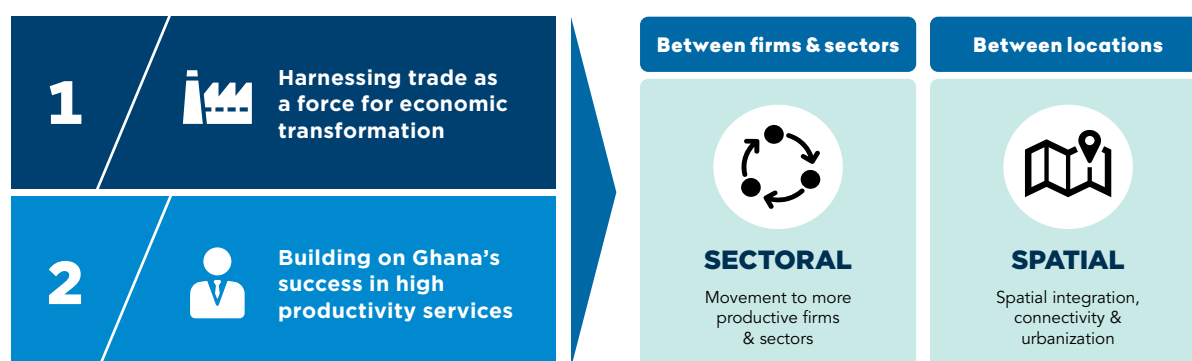 1
Harnessing trade as
a force for economic
transformation
2
Building on Ghana's
success in high
productivity services
Between firms & sectors
SECTORAL
Movement to more
productive firms
& sectors
Between locations
SPATIAL
Spatial integration,
connectivity &
urbanization